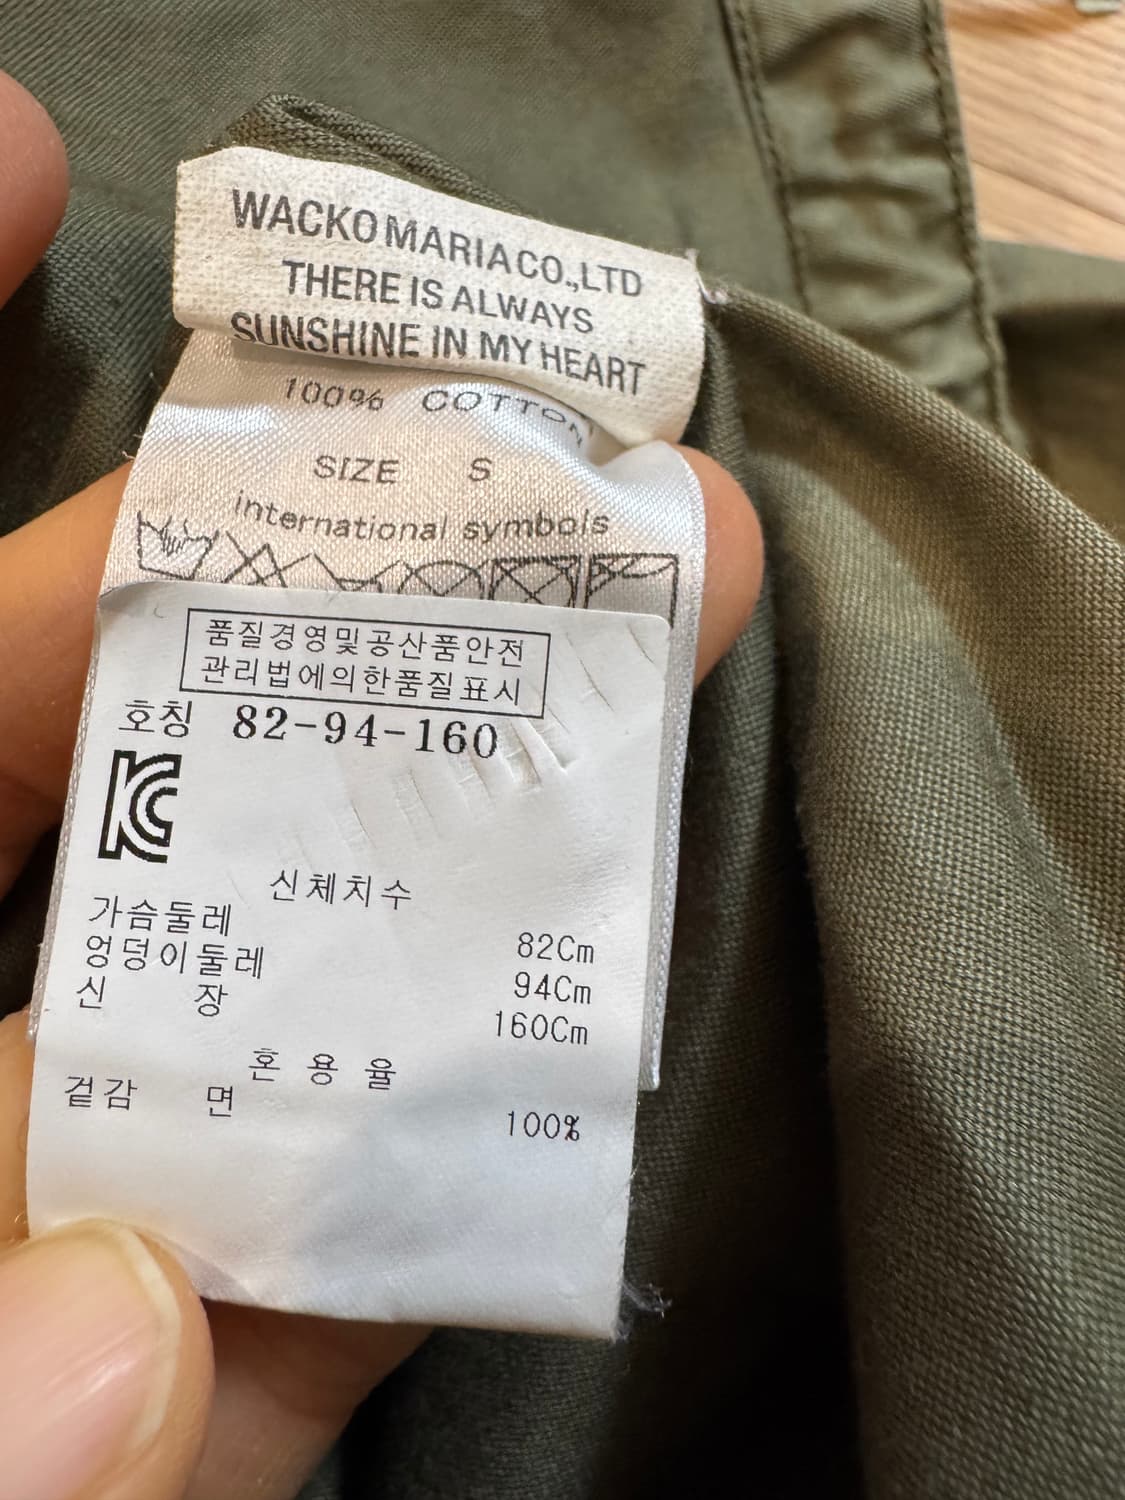 WACKO MARIA CO.,LTD
THERE IS ALWAYS
SUNSHINE IN MY HEART
100% COTTON
SIZE S
international symbols
품질경영및공산품안전
관리법에의한품질표시
호칭 82-94-160
KC
신체치수
가슴둘레 82Cm
엉덩이둘레 94Cm
신 장 160Cm
혼 용 율
겉감 면 100%